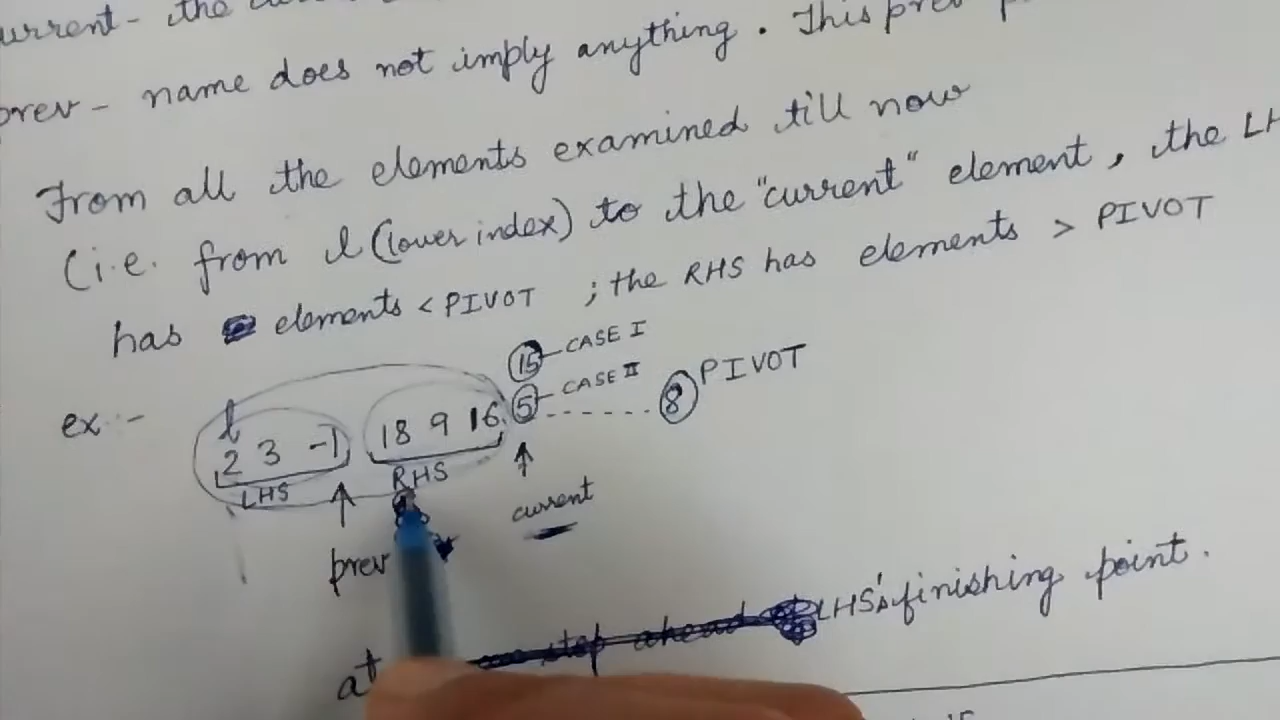 current - the
prev - name does not imply anything. This prev
From all the elements examined till now
(i.e. from l (lower index) to the "current" element, the LH
has elements < PIVOT ; the RHS has elements > PIVOT
15 - CASE I
ex :- l 5 - CASE II ------ 8 PIVOT
2 3 -1 18 9 16
LHS RHS
prev current
at LHS's finishing point.